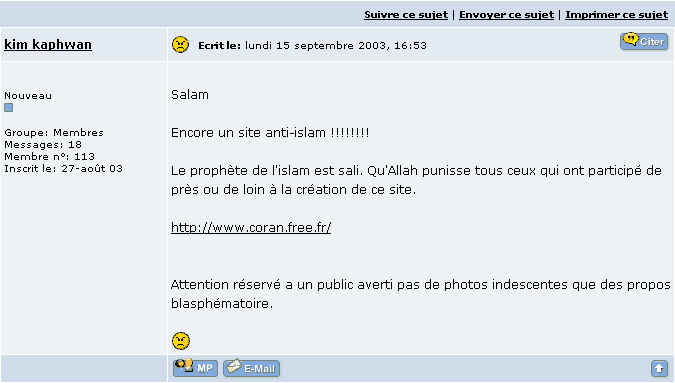 Suivre ce sujet | Envoyer ce sujet | Imprimer ce sujet
kim kaphwan
Ecrit le: lundi 15 septembre 2003, 16:53
Citer
Nouveau
Groupe: Membres
Messages: 18
Membre n°: 113
Inscrit le: 27-août 03
Salam
Encore un site anti-islam !!!!!!!!
Le prophète de l'islam est sali. Qu'Allah punisse tous ceux qui ont participé de
près ou de loin à la création de ce site.
http://www.coran.free.fr/
Attention réservé a un public averti pas de photos indescentes que des propos
blasphématoire.
MP
E-Mail